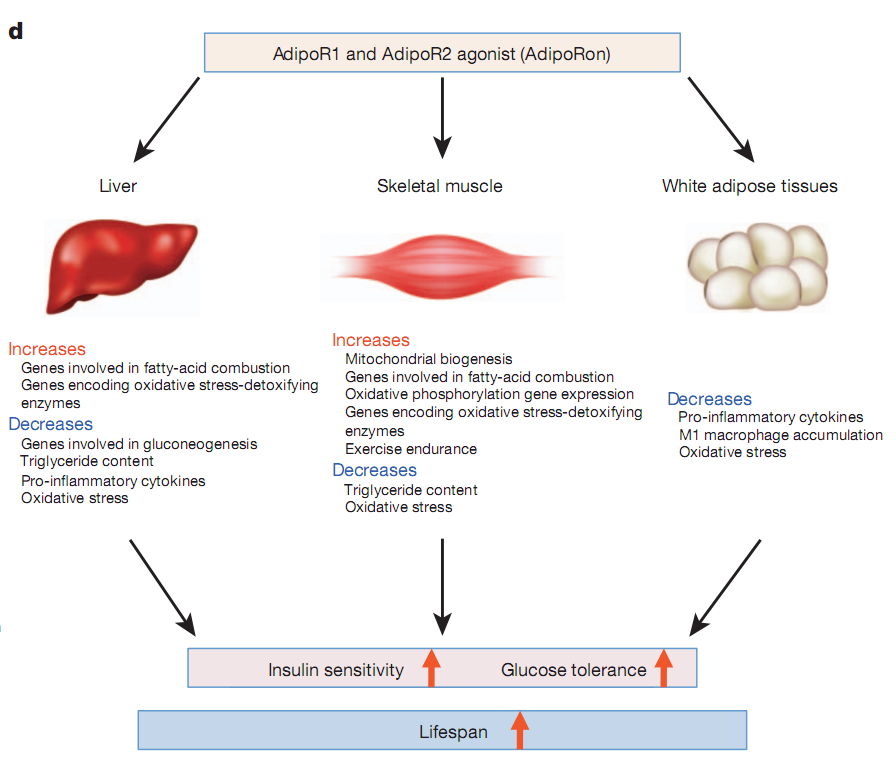 d
AdipoR1 and AdipoR2 agonist (AdipoRon)
Liver
Increases
Genes involved in fatty-acid combustion
Genes encoding oxidative stress-detoxifying
enzymes
Decreases
Genes involved in gluconeogenesis
Triglyceride content
Pro-inflammatory cytokines
Oxidative stress
Skeletal muscle
Increases
Mitochondrial biogenesis
Genes involved in fatty-acid combustion
Oxidative phosphorylation gene expression
Genes encoding oxidative stress-detoxifying
enzymes
Exercise endurance
Decreases
Triglyceride content
Oxidative stress
White adipose tissues
Decreases
Pro-inflammatory cytokines
M1 macrophage accumulation
Oxidative stress
Insulin sensitivity
Glucose tolerance
Lifespan